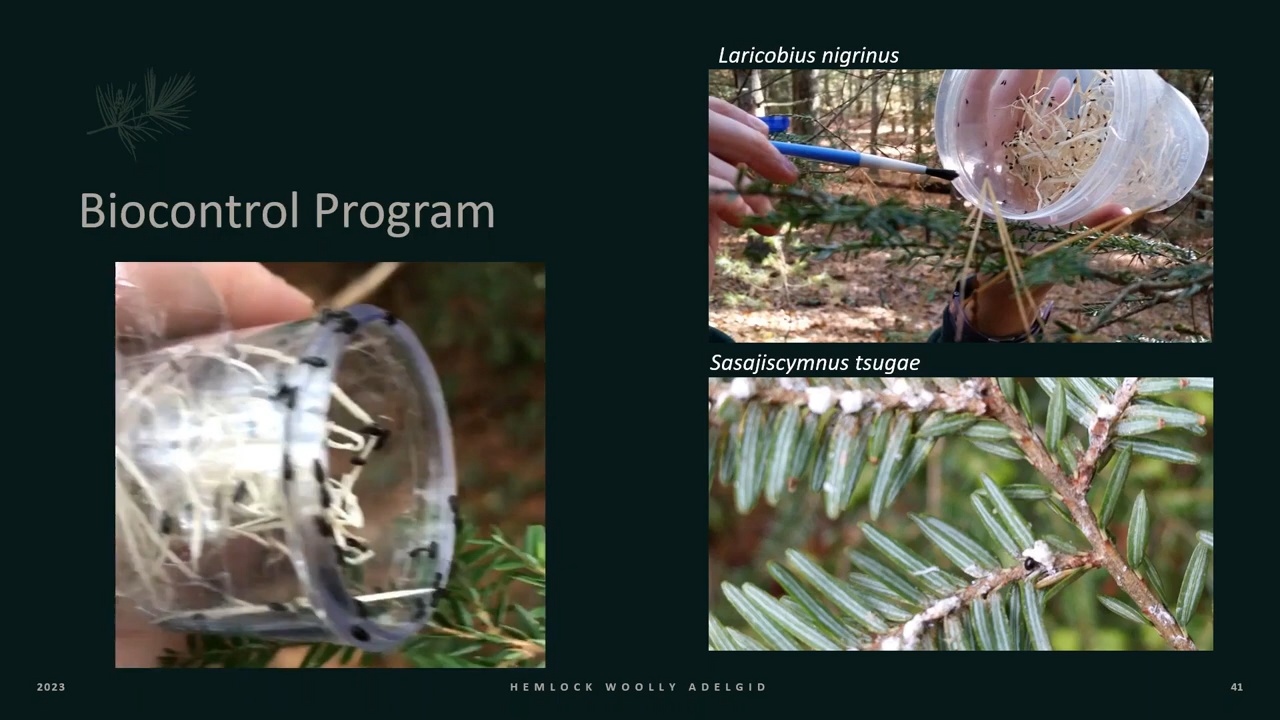 Laricobius nigrinus
Biocontrol Program
Sasajiscymnus tsugae
2023
HEMLOCK WOOLLY ADELGID
41